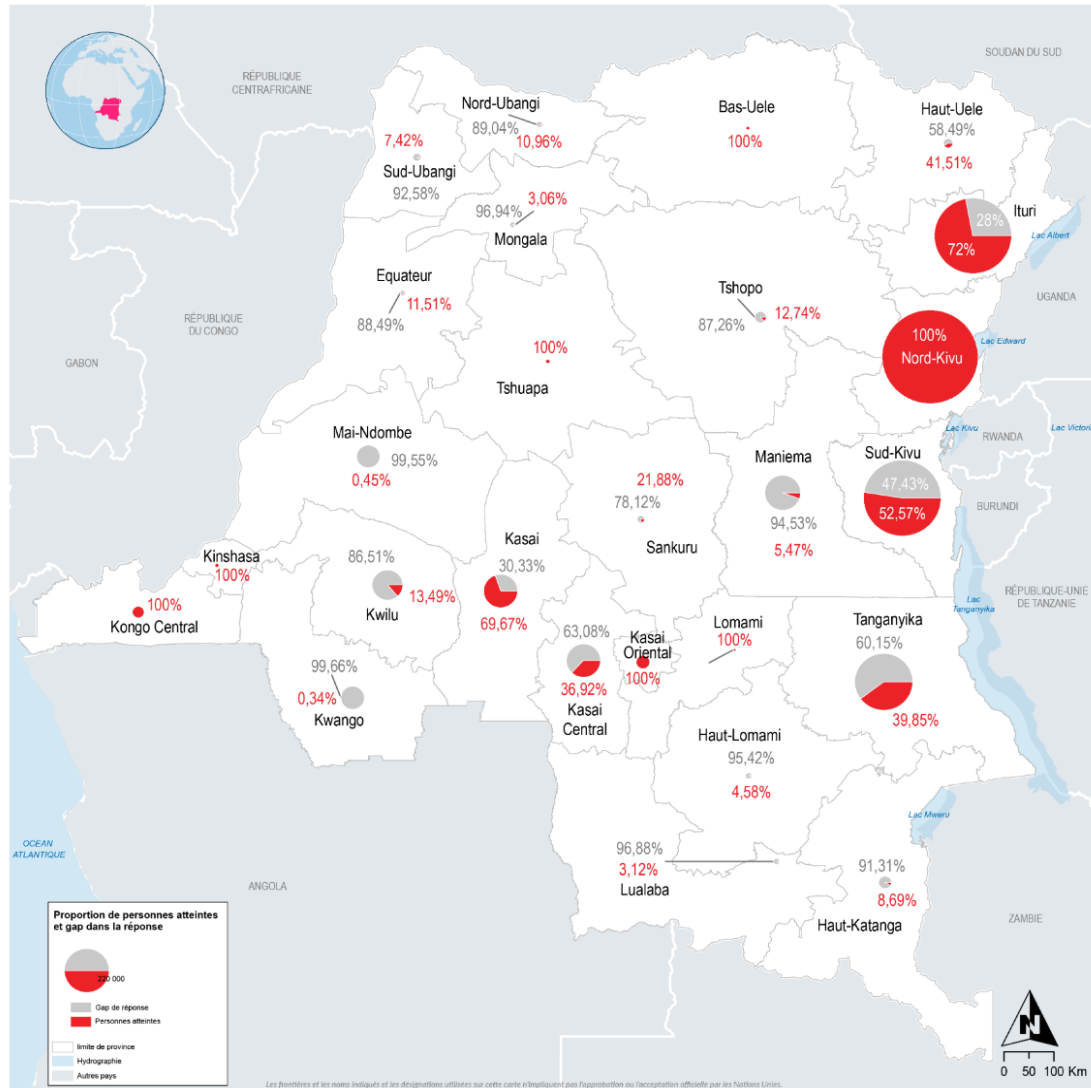 SOUDAN DU SUD
RÉPUBLIQUE
CENTRAFRICAINE
Nord-Ubangi
89,04%
10,96%
Bas-Uele
100%
Haut-Uele
58,49%
41,51%
7,42%
Sud-Ubangi
92,58%
3,06%
96,94%
Mongala
Ituri
28%
72%
Lac Albert
Equateur
11,51%
88,49%
Tshopo
12,74%
87,26%
UGANDA
RÉPUBLIQUE
DU CONGO
GABON
100%
Tshuapa
100%
Nord-Kivu
Lac Edward
Mai-Ndombe
99,55%
0,45%
Lac Kivu
RWANDA
Lac Victori
Maniema
94,53%
5,47%
Sud-Kivu
47,43%
52,57%
BURUNDI
21,88%
78,12%
Sankuru
Kasai
30,33%
69,67%
Kinshasa
100%
86,51%
Kwilu
13,49%
100%
Kongo Central
RÉPUBLIQUE-UNIE
DE TANZANIE
Lac
Tanganyika
Lomami
100%
Tanganyika
60,15%
39,85%
63,08%
36,92%
Kasai
Central
Kasai
Oriental
100%
99,66%
0,34%
Kwango
Haut-Lomami
95,42%
4,58%
Lac Mweru
OCEAN
ATLANTIQUE
96,88%
3,12%
Lualaba
91,31%
8,69%
Haut-Katanga
ANGOLA
ZAMBIE
Proportion de personnes atteintes
et gap dans la réponse
220 000
Gap de réponse
Personnes atteintes
limite de province
Hydrographie
Autres pays
N
0 50 100 Km
Les frontières et les noms indiqués et les désignations utilisées sur cette carte n'impliquent pas l'approbation ou l'acceptation officielle par les Nations Unies.